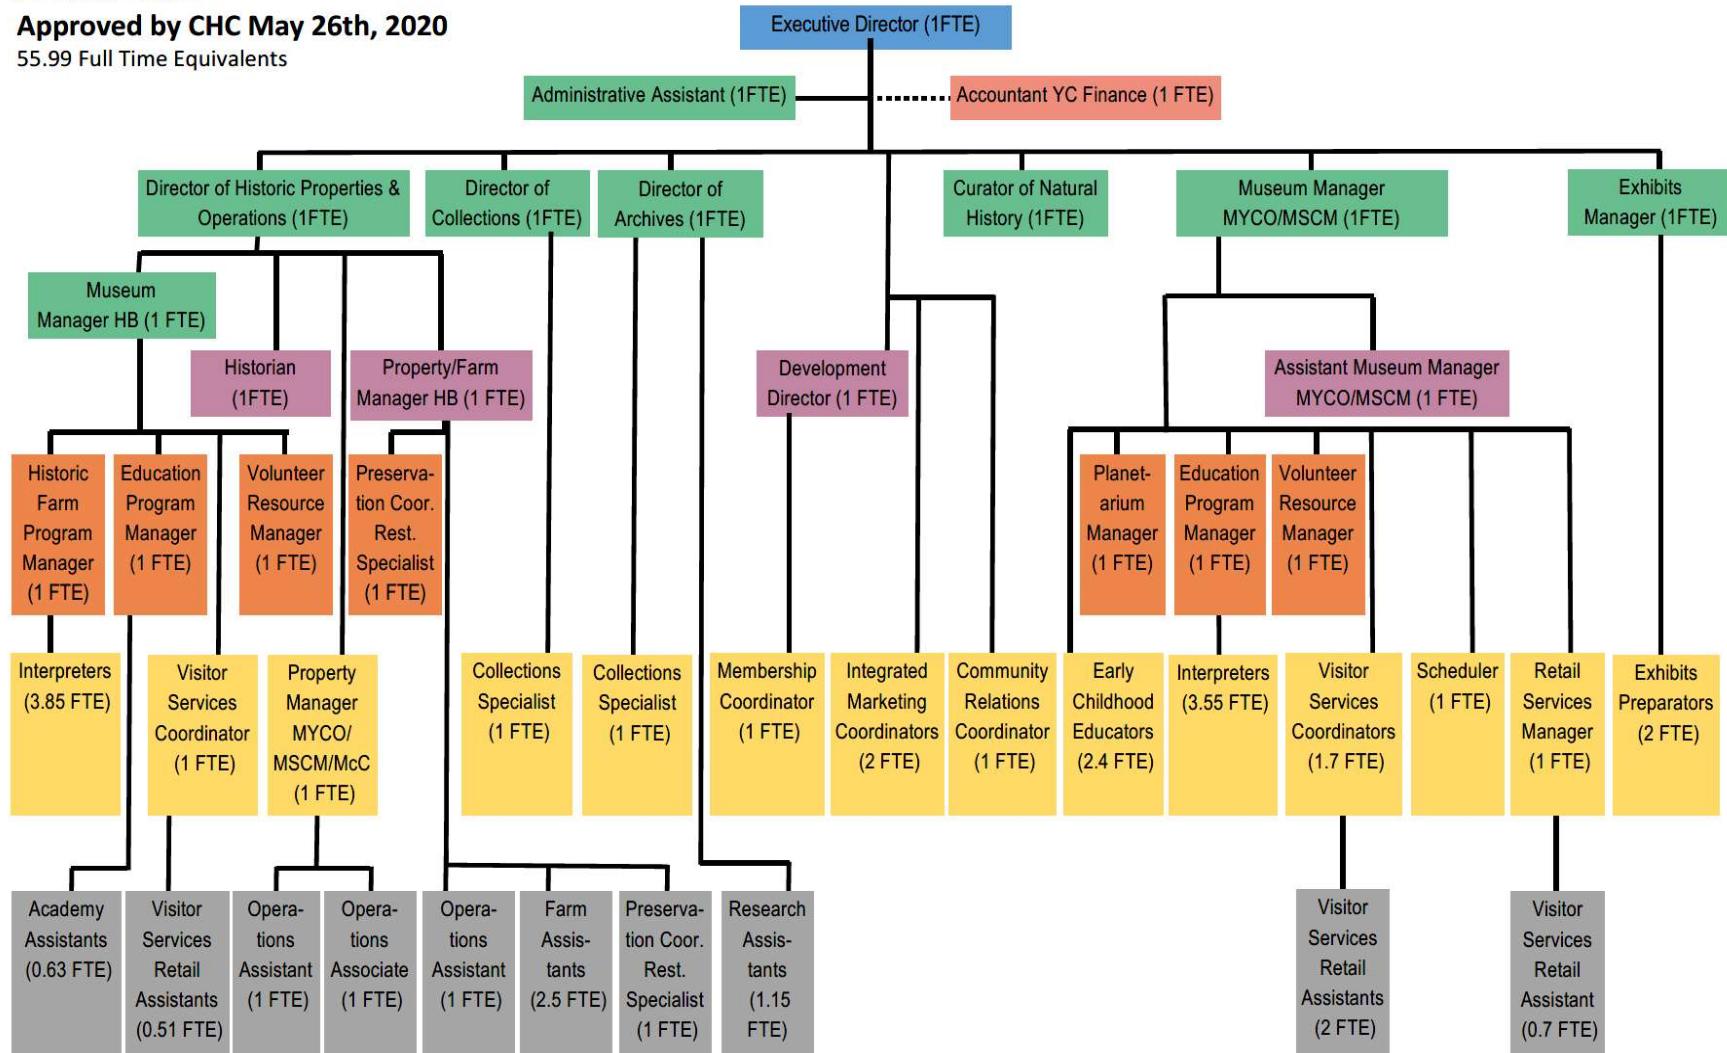 Approved by CHC May 26th, 2020
55.99 Full Time Equivalents
Executive Director (1FTE)
Administrative Assistant (1FTE)
Accountant YC Finance (1 FTE)
Director of Historic Properties &
Operations (1FTE)
Director of
Collections (1FTE)
Director of
Archives (1FTE)
Curator of Natural
History (1FTE)
Museum Manager
MYCO/MSCM (1FTE)
Exhibits
Manager (1FTE)
Museum
Manager HB (1 FTE)
Historian
(1FTE)
Property/Farm
Manager HB (1 FTE)
Development
Director (1 FTE)
Assistant Museum Manager
MYCO/MSCM (1 FTE)
Historic
Farm
Program
Manager
(1 FTE)
Education
Program
Manager
(1 FTE)
Volunteer
Resource
Manager
(1 FTE)
Preserva-
tion Coor.
Rest.
Specialist
(1 FTE)
Planet-
arium
Manager
(1 FTE)
Education
Program
Manager
(1 FTE)
Volunteer
Resource
Manager
(1 FTE)
Interpreters
(3.85 FTE)
Visitor
Services
Coordinator
(1 FTE)
Property
Manager
MYCO/
MSCM/McC
(1 FTE)
Collections
Specialist
(1 FTE)
Collections
Specialist
(1 FTE)
Membership
Coordinator
(1 FTE)
Integrated
Marketing
Coordinators
(2 FTE)
Community
Relations
Coordinator
(1 FTE)
Early
Childhood
Educators
(2.4 FTE)
Interpreters
(3.55 FTE)
Visitor
Services
Coordinators
(1.7 FTE)
Scheduler
(1 FTE)
Retail
Services
Manager
(1 FTE)
Exhibits
Preparators
(2 FTE)
Academy
Assistants
(0.63 FTE)
Visitor
Services
Retail
Assistants
(0.51 FTE)
Opera-
tions
Assistant
(1 FTE)
Opera-
tions
Associate
(1 FTE)
Opera-
tions
Assistant
(1 FTE)
Farm
Assis-
tants
(2.5 FTE)
Preserva-
tion Coor.
Rest.
Specialist
(1 FTE)
Research
Assis-
tants
(1.15
FTE)
Visitor
Services
Retail
Assistants
(2 FTE)
Visitor
Services
Retail
Assistant
(0.7 FTE)